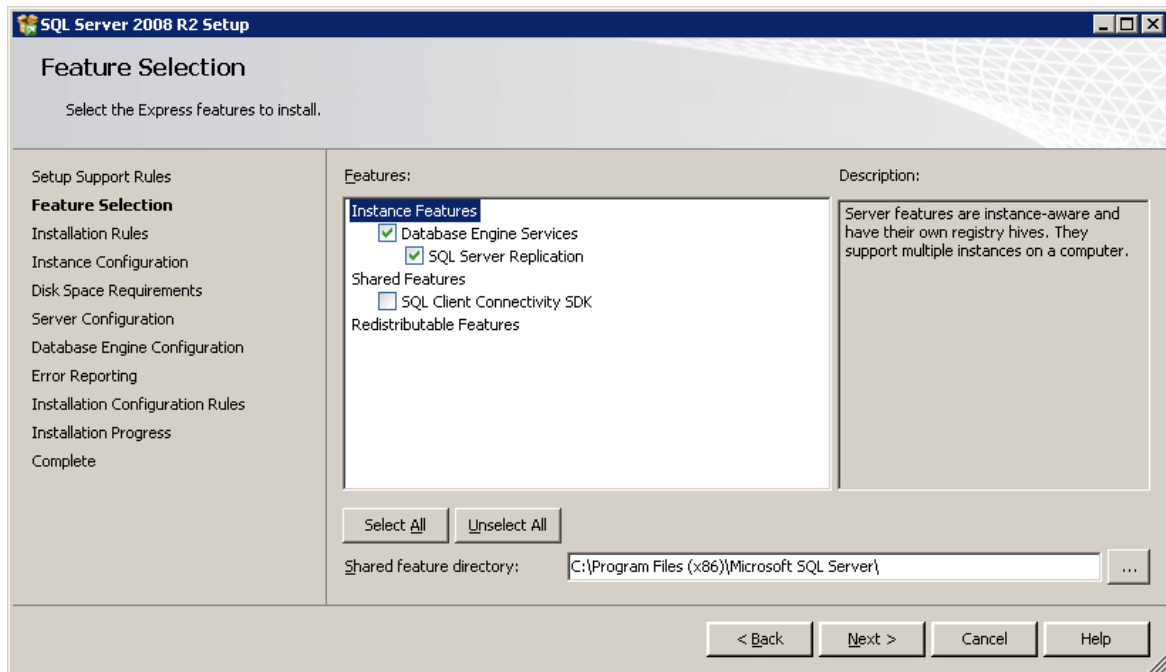 SQL Server 2008 R2 Setup
Feature Selection
Select the Express features to install.
Setup Support Rules
Feature Selection
Installation Rules
Instance Configuration
Disk Space Requirements
Server Configuration
Database Engine Configuration
Error Reporting
Installation Configuration Rules
Installation Progress
Complete
Features:
Instance Features
Database Engine Services
SQL Server Replication
Shared Features
SQL Client Connectivity SDK
Redistributable Features
Description:
Server features are instance-aware and
have their own registry hives. They
support multiple instances on a computer.
Select All
Unselect All
Shared feature directory:
C:\Program Files (x86)\Microsoft SQL Server\
...
< Back
Next >
Cancel
Help